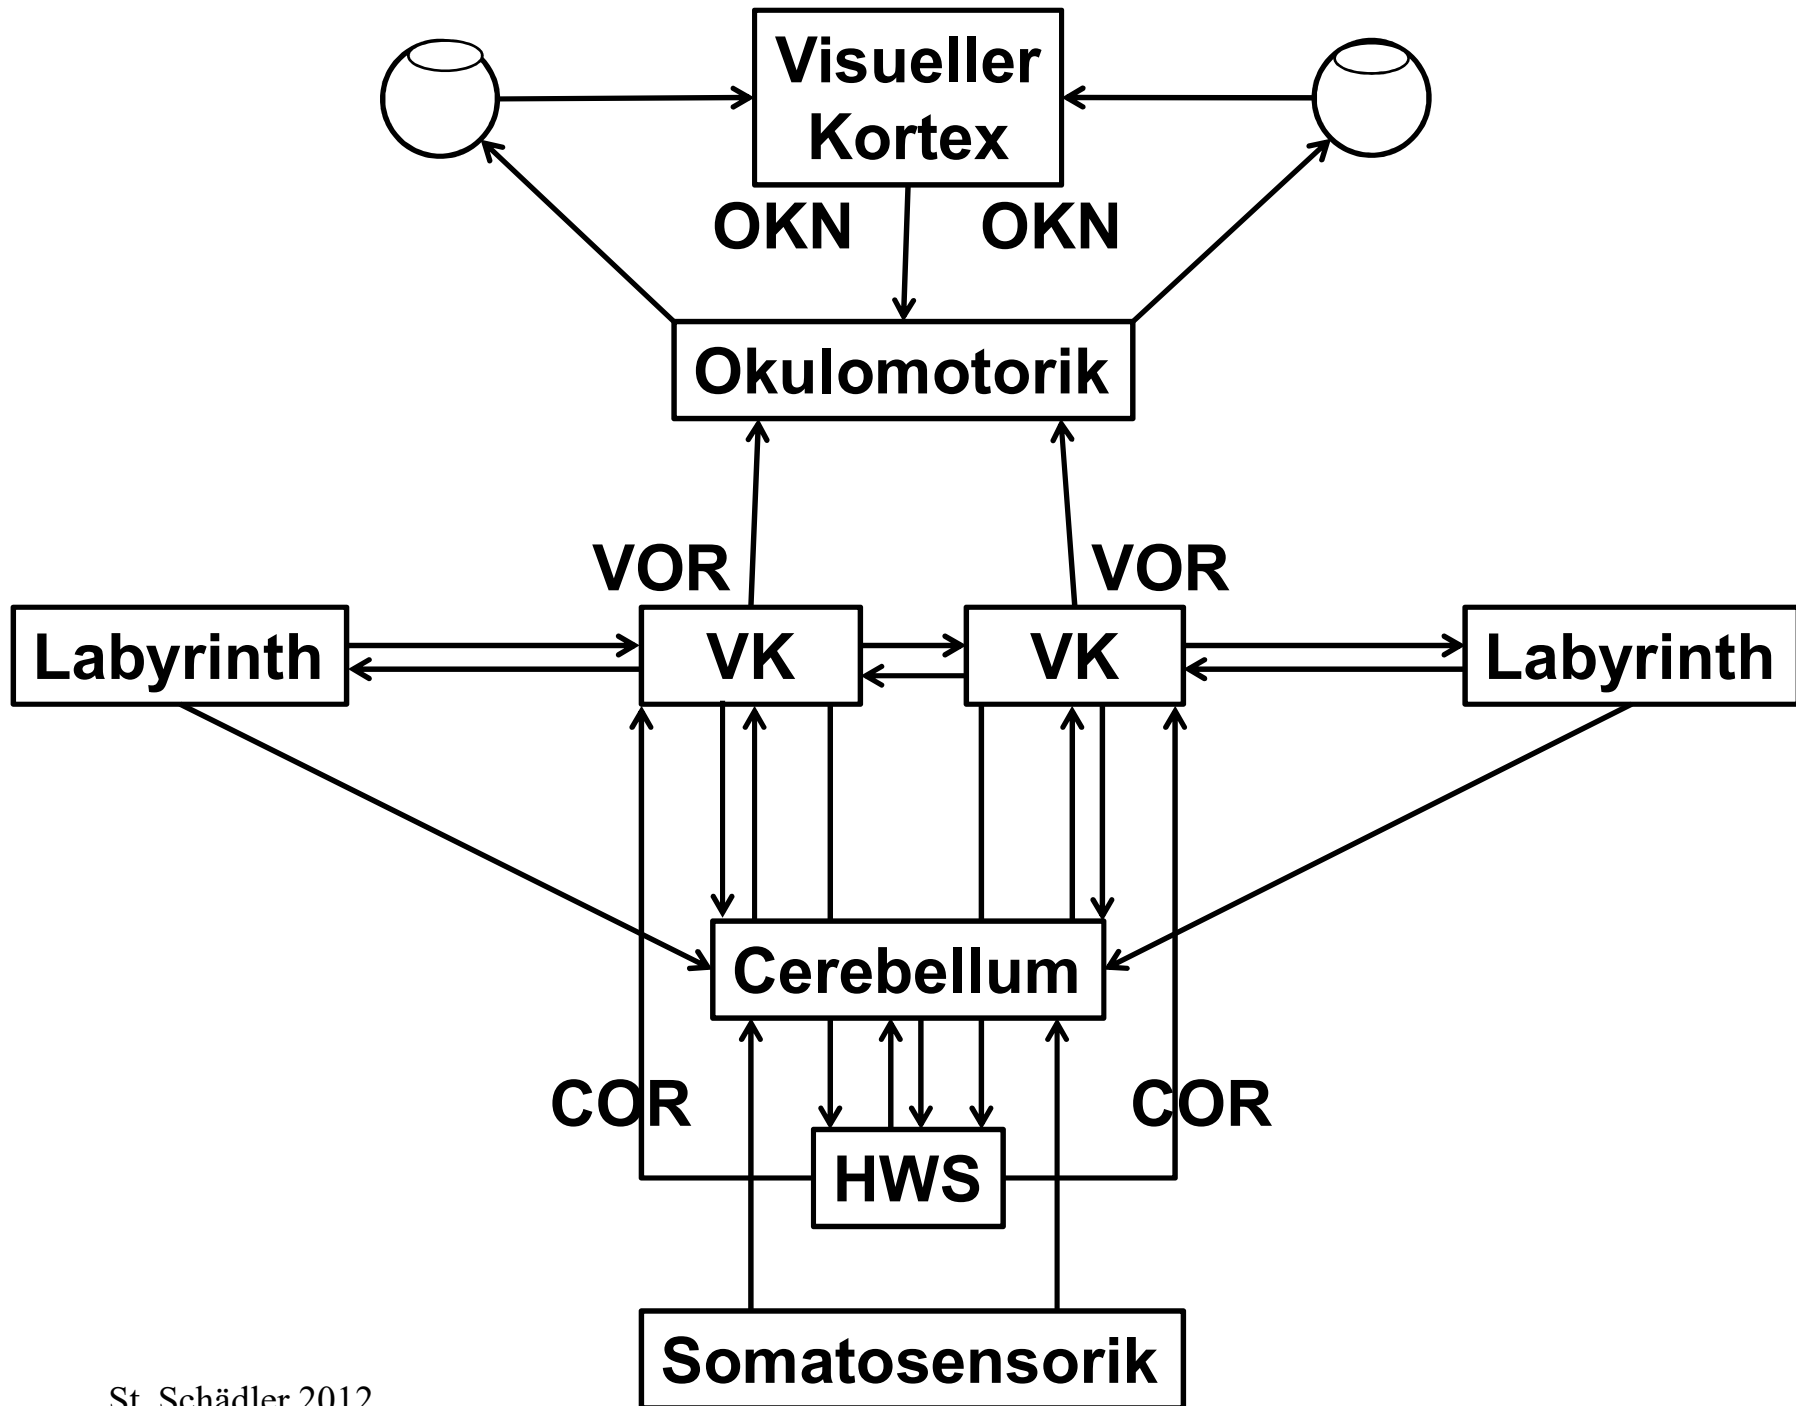 Visueller
Kortex
OKN OKN
Okulomotorik
VOR VOR
Labyrinth VK VK Labyrinth
Cerebellum
COR COR
HWS
Somatosensorik
St. Schädler 2012